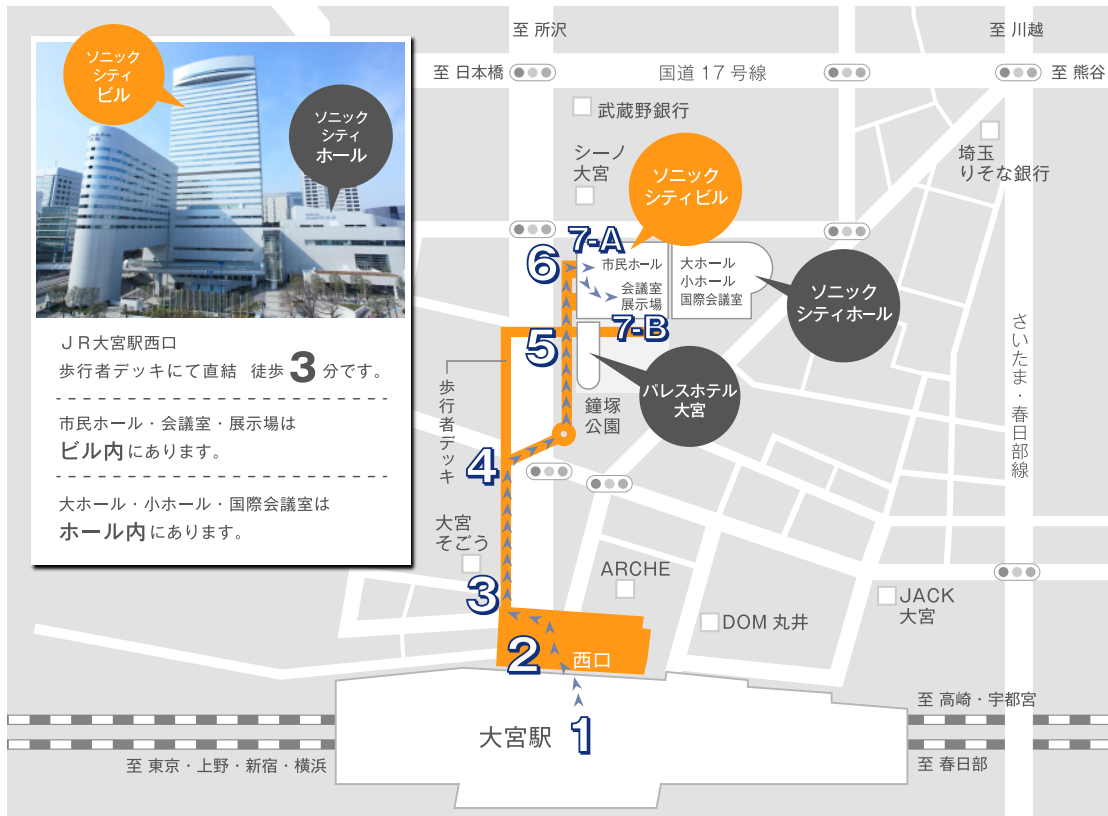 ソニック
シティ
ビル
ソニック
シティ
ホール
JR大宮駅西口
歩行者デッキにて直結 徒歩3分です。
市民ホール・会議室・展示場は
ビル内にあります。
大ホール・小ホール・国際会議室は
ホール内にあります。
至 所沢
至 川越
至 日本橋
国道17号線
至 熊谷
武蔵野銀行
シーノ
大宮
埼玉
りそな銀行
ソニック
シティビル
7-A
6
市民ホール
会議室
展示場
大ホール
小ホール
国際会議室
ソニック
シティホール
7-B
5
さいたま・春日部線
歩行者デッキ
鐘塚
公園
パレスホテル
大宮
4
大宮
そごう
3
ARCHE
DOM 丸井
JACK
大宮
2
西口
大宮駅
1
至 高崎・宇都宮
至 東京・上野・新宿・横浜
至 春日部